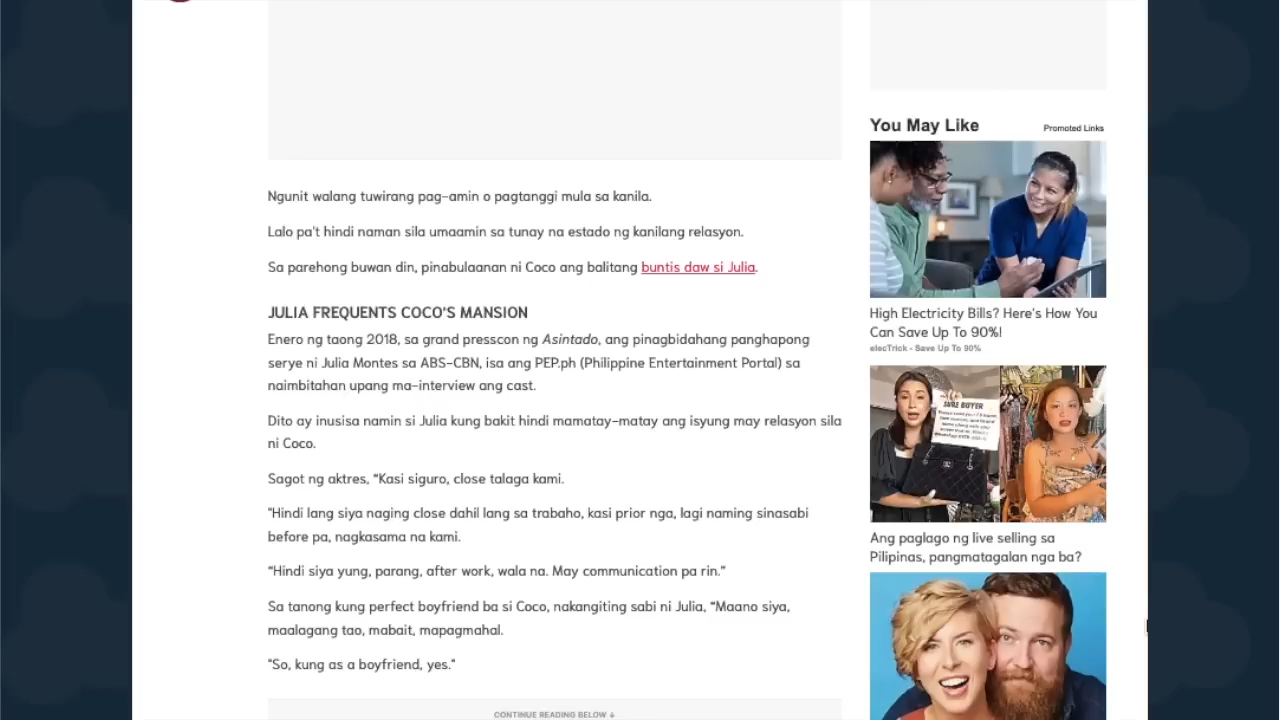 Ngunit walang tuwirang pag-amin o pagtanggi mula sa kanila.
Lalo pa't hindi naman sila umaamin sa tunay na estado ng kanilang relasyon.
Sa parehong buwan din, pinabulaanan ni Coco ang balitang buntis daw si Julia.
JULIA FREQUENTS COCO'S MANSION
Enero ng taong 2018, sa grand presscon ng Asintado, ang pinagbidahang panghapong
serye ni Julia Montes sa ABS-CBN, isa ang PEP.ph (Philippine Entertainment Portal) sa
naimbitahan upang ma-interview ang cast.
Dito ay inusisa namin si Julia kung bakit hindi mamatay-matay ang isyung may relasyon sila
ni Coco.
Sagot ng aktres, “Kasi siguro, close talaga kami.
"Hindi lang siya naging close dahil lang sa trabaho, kasi prior nga, lagi naming sinasabi
before pa, nagkasama na kami.
“Hindi siya yung, parang, after work, wala na. May communication pa rin.”
Sa tanong kung perfect boyfriend ba si Coco, nakangiting sabi ni Julia, “Maano siya,
maalagang tao, mabait, mapagmahal.
"So, kung as a boyfriend, yes."
CONTINUE READING BELOW ↓
You May Like
Promoted Links
High Electricity Bills? Here's How You
Can Save Up To 90%!
elecTrick - Save Up To 90%
SURE BUYER
Ang paglago ng live selling sa
Pilipinas, pangmatagalan nga ba?